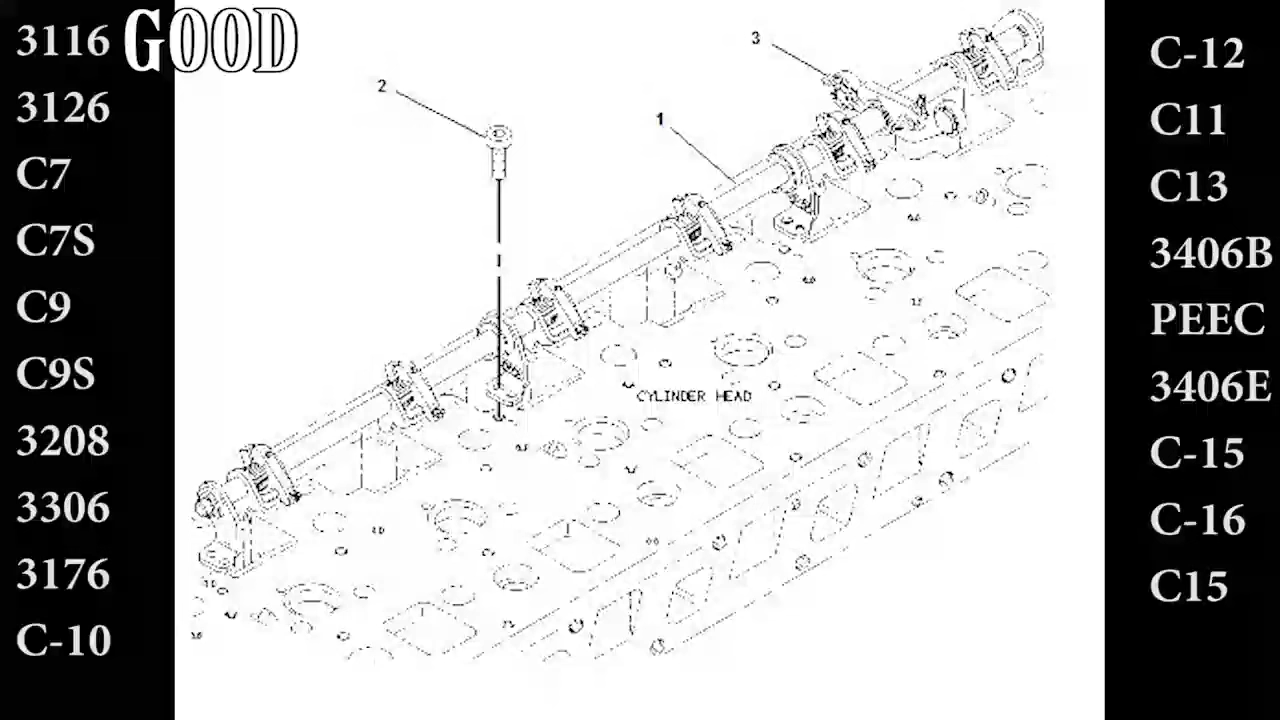 3116 GOOD
3126
C7
C7S
C9
C9S
3208
3306
3176
C-10
2
3
1
CYLINDER HEAD
C-12
C11
C13
3406B
PEEC
3406E
C-15
C-16
C15